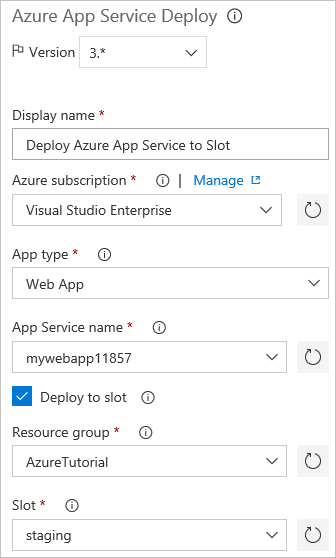 Azure App Service Deploy
Version 3.*
Display name *
Deploy Azure App Service to Slot
Azure subscription * | Manage
Visual Studio Enterprise
App type *
Web App
App Service name *
mywebapp11857
Deploy to slot
Resource group *
AzureTutorial
Slot *
staging